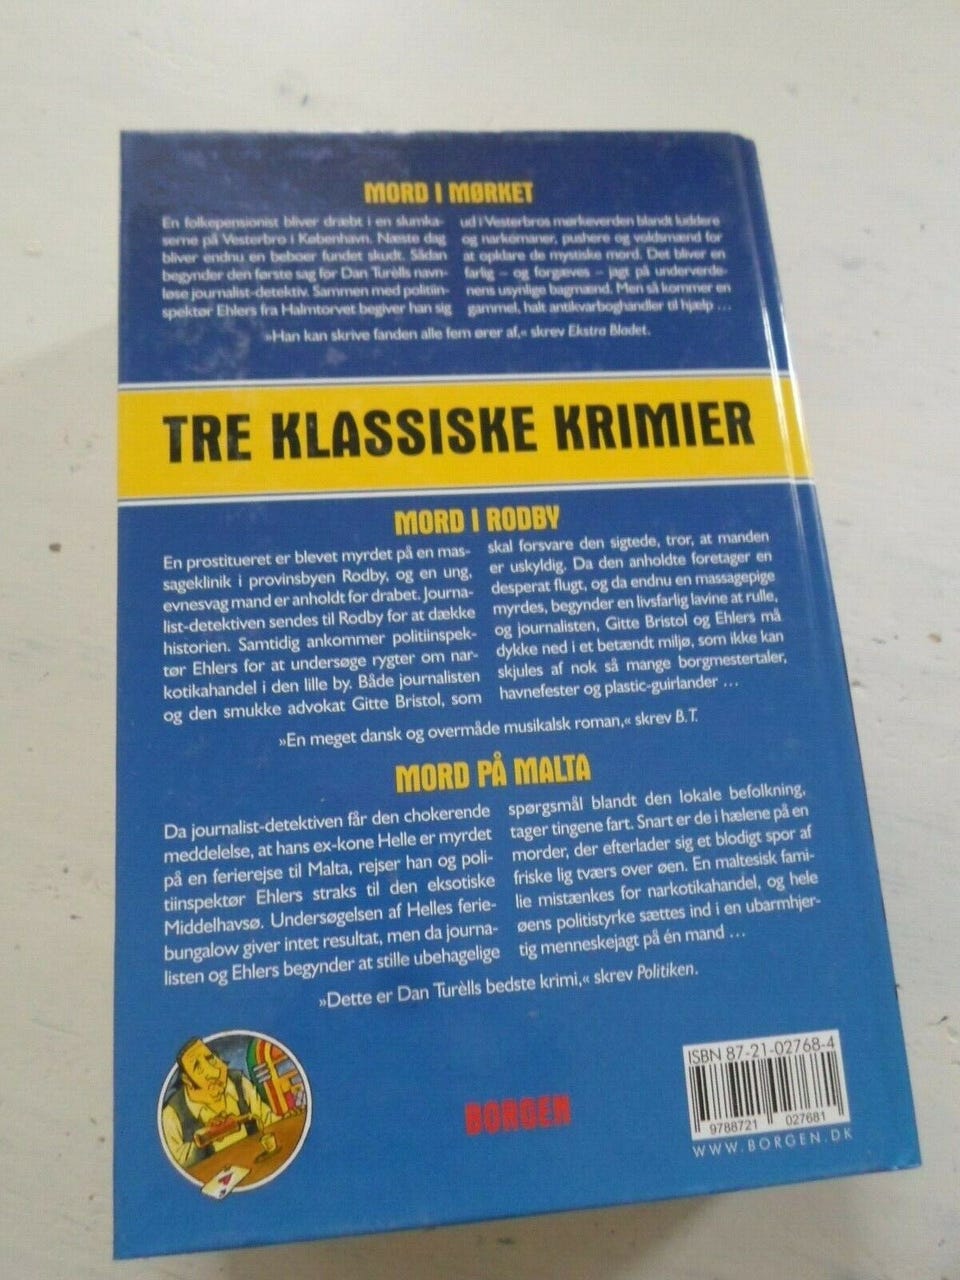 MORD I MØRKET
En folkepensionist bliver dræbt i en slumka-
serne på Vesterbro i København. Næste dag
bliver endnu en beboer fundet skudt. Sådan
begynder den første sag for Dan Turèlls navn-
løse journalist-detektiv. Sammen med politiin-
spektør Ehlers fra Halmtorvet begiver han sig
ud i Vesterbros mørkeverden blandt luddere
og narkomaner, pushere og voldsmænd for
at opklare de mystiske mord. Det bliver en
farlig – og forgæves – jagt på underverde-
nens usynlige bagmænd. Men så kommer en
gammel, halt antikvarboghandler til hjælp ...
»Han kan skrive fanden alle fem ører af,« skrev Ekstra Bladet.
TRE KLASSISKE KRIMIER
MORD I RODBY
En prostitueret er blevet myrdet på en mas-
sageklinik i provinsbyen Rodby, og en ung,
evnesvag mand er anholdt for drabet. Journa-
list-detektiven sendes til Rodby for at dække
historien. Samtidig ankommer politiinspek-
tør Ehlers for at undersøge rygter om nar-
kotikahandel i den lille by. Både journalisten
og den smukke advokat Gitte Bristol, som
skal forsvare den sigtede, tror, at manden
er uskyldig. Da den anholdte foretager en
desperat flugt, og da endnu en massagepige
myrdes, begynder en livsfarlig lavine at rulle,
og journalisten, Gitte Bristol og Ehlers må
dykke ned i et betændt miljø, som ikke kan
skjules af nok så mange borgmestertaler,
havnefester og plastic-guirlander ...
»En meget dansk og overmåde musikalsk roman,« skrev B.T.
MORD PÅ MALTA
Da journalist-detektiven får den chokerende
meddelelse, at hans ex-kone Helle er myrdet
på en ferierejse til Malta, rejser han og poli-
tiinspektør Ehlers straks til den eksotiske
Middelhavsø. Undersøgelsen af Helles ferie-
bungalow giver intet resultat, men da journa-
listen og Ehlers begynder at stille ubehagelige
spørgsmål blandt den lokale befolkning,
tager tingene fart. Snart er de i hælene på en
morder, der efterlader sig et blodigt spor af
friske lig tværs over øen. En maltesisk fami-
lie mistænkes for narkotikahandel, og hele
øens politistyrke sættes ind i en ubarmhjer-
tig menneskejagt på én mand ...
»Dette er Dan Turèlls bedste krimi,« skrev Politiken.
BORGEN
ISBN 87-21-02768-4
9788721 027681
WWW.BORGEN.DK